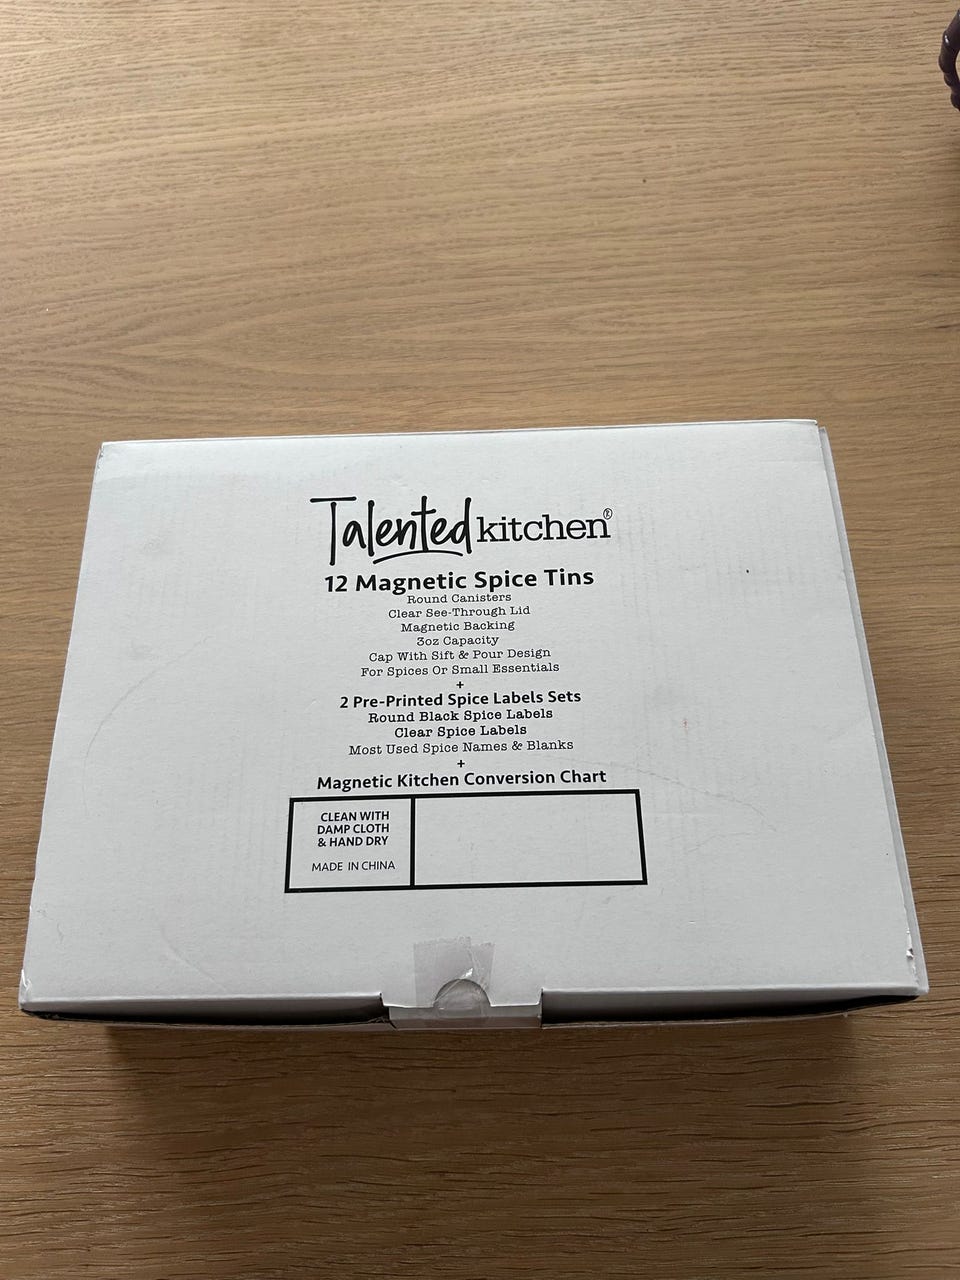 Talented kitchen®
12 Magnetic Spice Tins
Round Canisters
Clear See-Through Lid
Magnetic Backing
3oz Capacity
Cap With Sift & Pour Design
For Spices Or Small Essentials
+
2 Pre-Printed Spice Labels Sets
Round Black Spice Labels
Clear Spice Labels
Most Used Spice Names & Blanks
+
Magnetic Kitchen Conversion Chart
CLEAN WITH
DAMP CLOTH
& HAND DRY
MADE IN CHINA